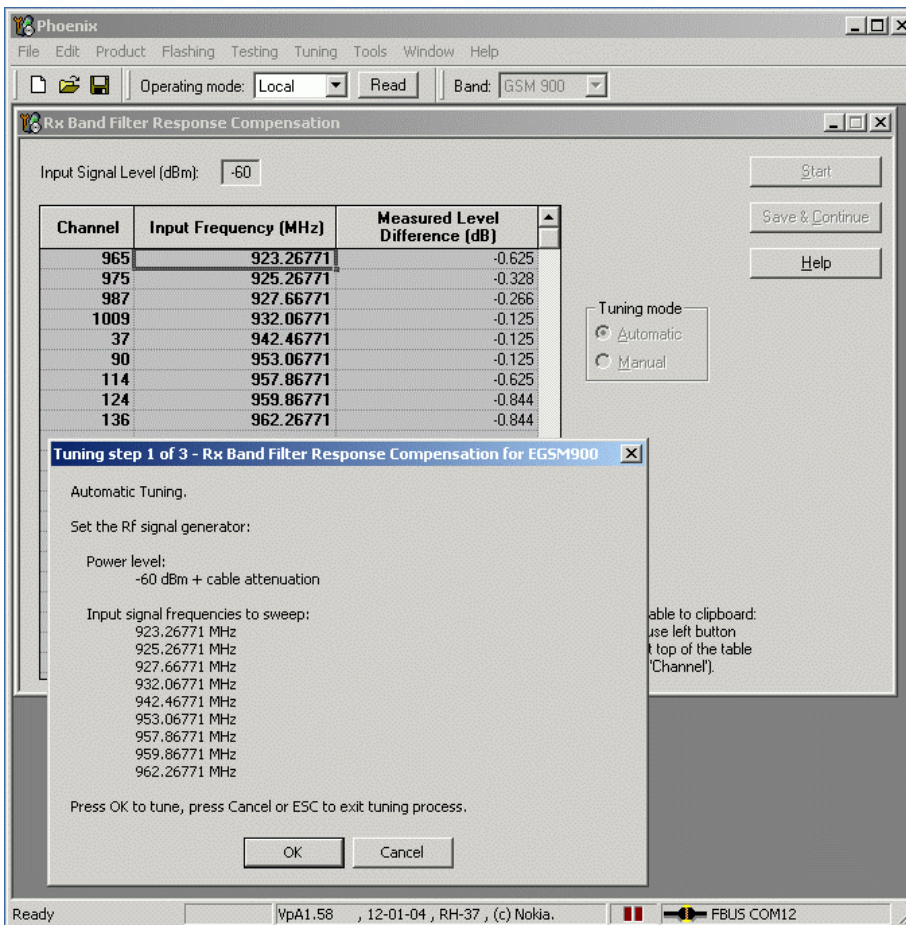 Phoenix
File Edit Product Flashing Testing Tuning Tools Window Help
Operating mode: Local Read Band: GSM 900
Rx Band Filter Response Compensation
Input Signal Level (dBm): -60
Start
Save & Continue
Help
Channel Input Frequency (MHz) Measured Level Difference (dB)
965 923.26771 -0.625
975 925.26771 -0.328
987 927.66771 -0.266
1009 932.06771 -0.125
37 942.46771 -0.125
90 953.06771 -0.125
114 957.86771 -0.625
124 959.86771 -0.844
136 962.26771 -0.844
Tuning mode
Automatic
Manual
Tuning step 1 of 3 - Rx Band Filter Response Compensation for EGSM900
Automatic Tuning.
Set the Rf signal generator:
Power level:
-60 dBm + cable attenuation
Input signal frequencies to sweep:
923.26771 MHz
925.26771 MHz
927.66771 MHz
932.06771 MHz
942.46771 MHz
953.06771 MHz
957.86771 MHz
959.86771 MHz
962.26771 MHz
Press OK to tune, press Cancel or ESC to exit tuning process.
OK Cancel
able to clipboard:
use left button
t top of the table
'Channel').
Ready VpA1.58 , 12-01-04 , RH-37 , (c) Nokia. FBUS COM12